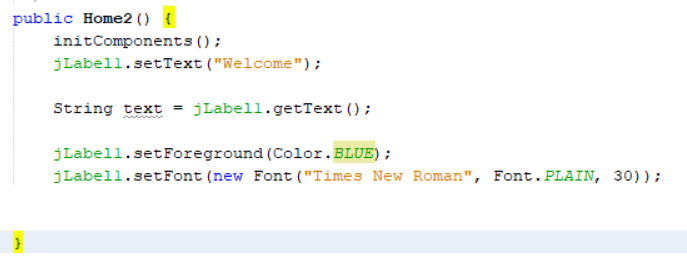 public Home2() {
initComponents();
jLabel1.setText("Welcome");
String text = jLabel1.getText();
jLabel1.setForeground(Color.BLUE);
jLabel1.setFont(new Font("Times New Roman", Font.PLAIN, 30));
}